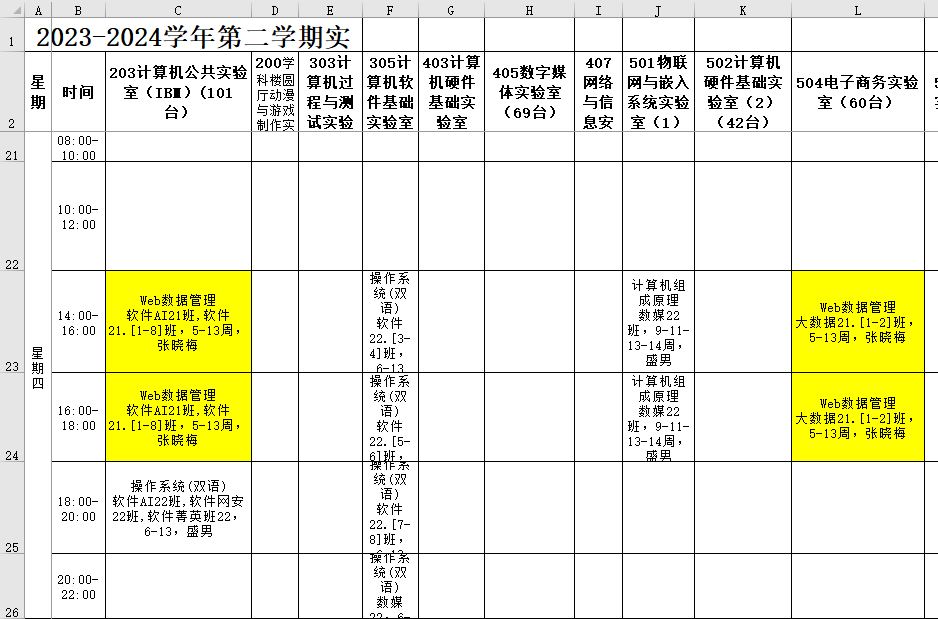 A B C D E F G H I J K L
1 2023-2024学年第二学期实
2
星
期
时间
203计算机公共实验
室（IBM）(101
台）
200学
科楼圆
厅动漫
与游戏
制作实
303计
算机过
程与测
试实验
305计
算机软
件基础
实验室
403计算
机硬件
基础实
验室
405数字媒
体实验室
（69台）
407
网络
与信
息安
501物联
网与嵌入
系统实验
室（1）
502计算机
硬件基础实
验室（2）
（42台）
504电子商务实验
室（60台）
21
08:00-
10:00
22
10:00-
12:00
星
期
四
23
14:00-
16:00
Web数据管理
软件AI21班,软件
21.[1-8]班，5-13周，
张晓梅
操作系
统(双
语)
软件
22.[3-
4]班，
6-13
计算机组
成原理
数媒22
班，9-11-
13-14周，
盛男
Web数据管理
大数据21.[1-2]班，
5-13周，张晓梅
24
16:00-
18:00
Web数据管理
软件AI21班,软件
21.[1-8]班，5-13周，
张晓梅
操作系
统(双
语)
软件
22.[5-
6]班，
计算机组
成原理
数媒22
班，9-11-
13-14周，
盛男
Web数据管理
大数据21.[1-2]班，
5-13周，张晓梅
25
18:00-
20:00
操作系统(双语)
软件AI22班,软件网安
22班,软件菁英班22，
6-13，盛男
操作系
统(双
语)
软件
22.[7-
8]班，
6-13
26
20:00-
22:00
操作系
统(双
语)
数媒
22，6-